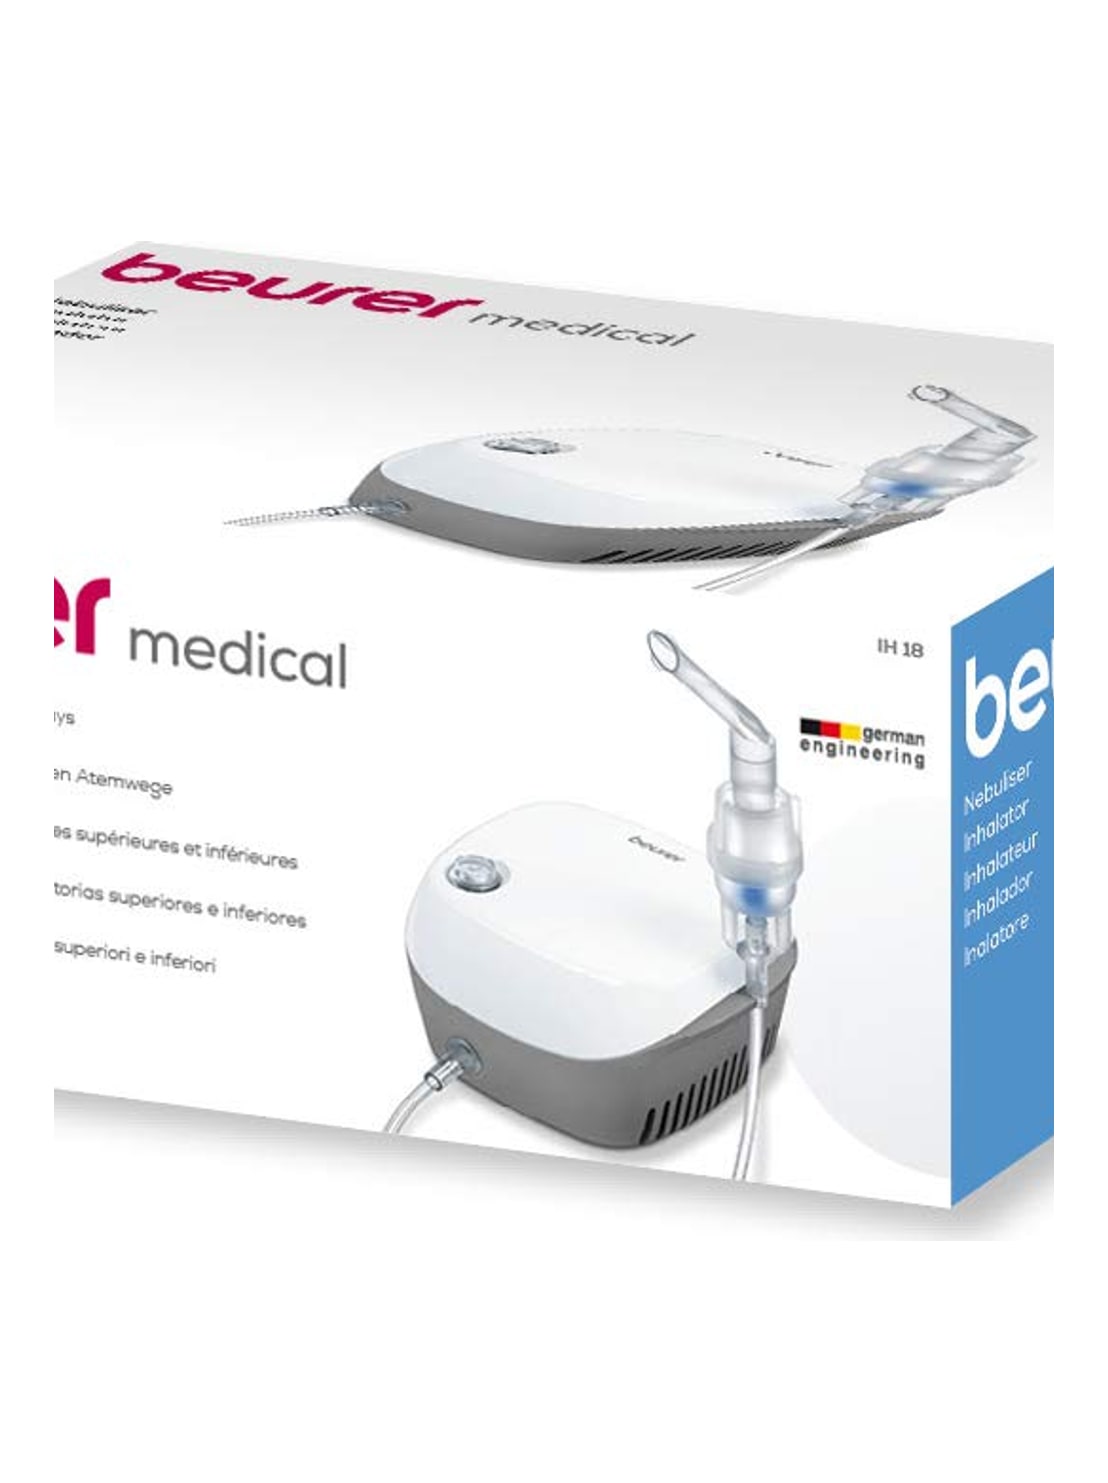 beurer medical
er medical
IH 18
german
engineering
ys
en Atemwege
es supérieures et inférieures
torias superiores e inferiores
superiori e inferiori
beurer
be
Nebuliser
Inhalator
Inhalateur
Inhalador
Inalatore